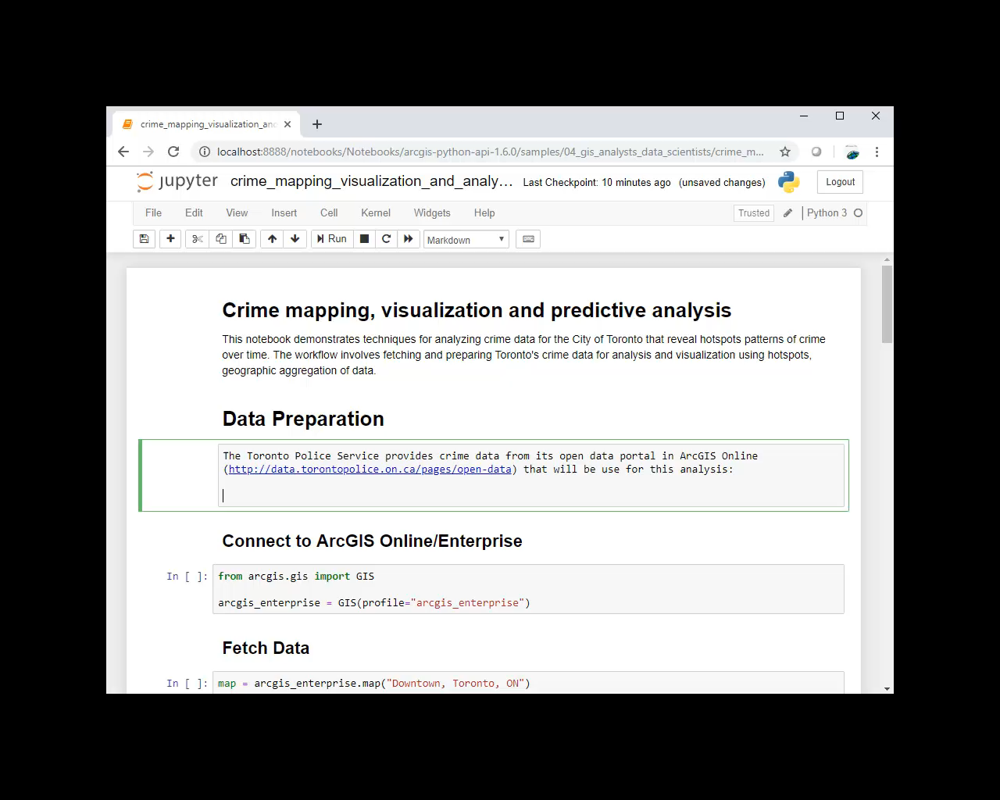 crime_mapping_visualization_and
localhost:8888/notebooks/Notebooks/arcgis-python-api-1.6.0/samples/04_gis_analysts_data_scientists/crime_m...
jupyter crime_mapping_visualization_and_analy... Last Checkpoint: 10 minutes ago (unsaved changes) Logout
File Edit View Insert Cell Kernel Widgets Help Trusted Python 3
Run Markdown
Crime mapping, visualization and predictive analysis
This notebook demonstrates techniques for analyzing crime data for the City of Toronto that reveal hotspots patterns of crime
over time. The workflow involves fetching and preparing Toronto's crime data for analysis and visualization using hotspots,
geographic aggregation of data.
Data Preparation
The Toronto Police Service provides crime data from its open data portal in ArcGIS Online
(http://data.torontopolice.on.ca/pages/open-data) that will be use for this analysis:
Connect to ArcGIS Online/Enterprise
In [ ]: from arcgis.gis import GIS
arcgis_enterprise = GIS(profile="arcgis_enterprise")
Fetch Data
In [ ]: map = arcgis_enterprise.map("Downtown, Toronto, ON")